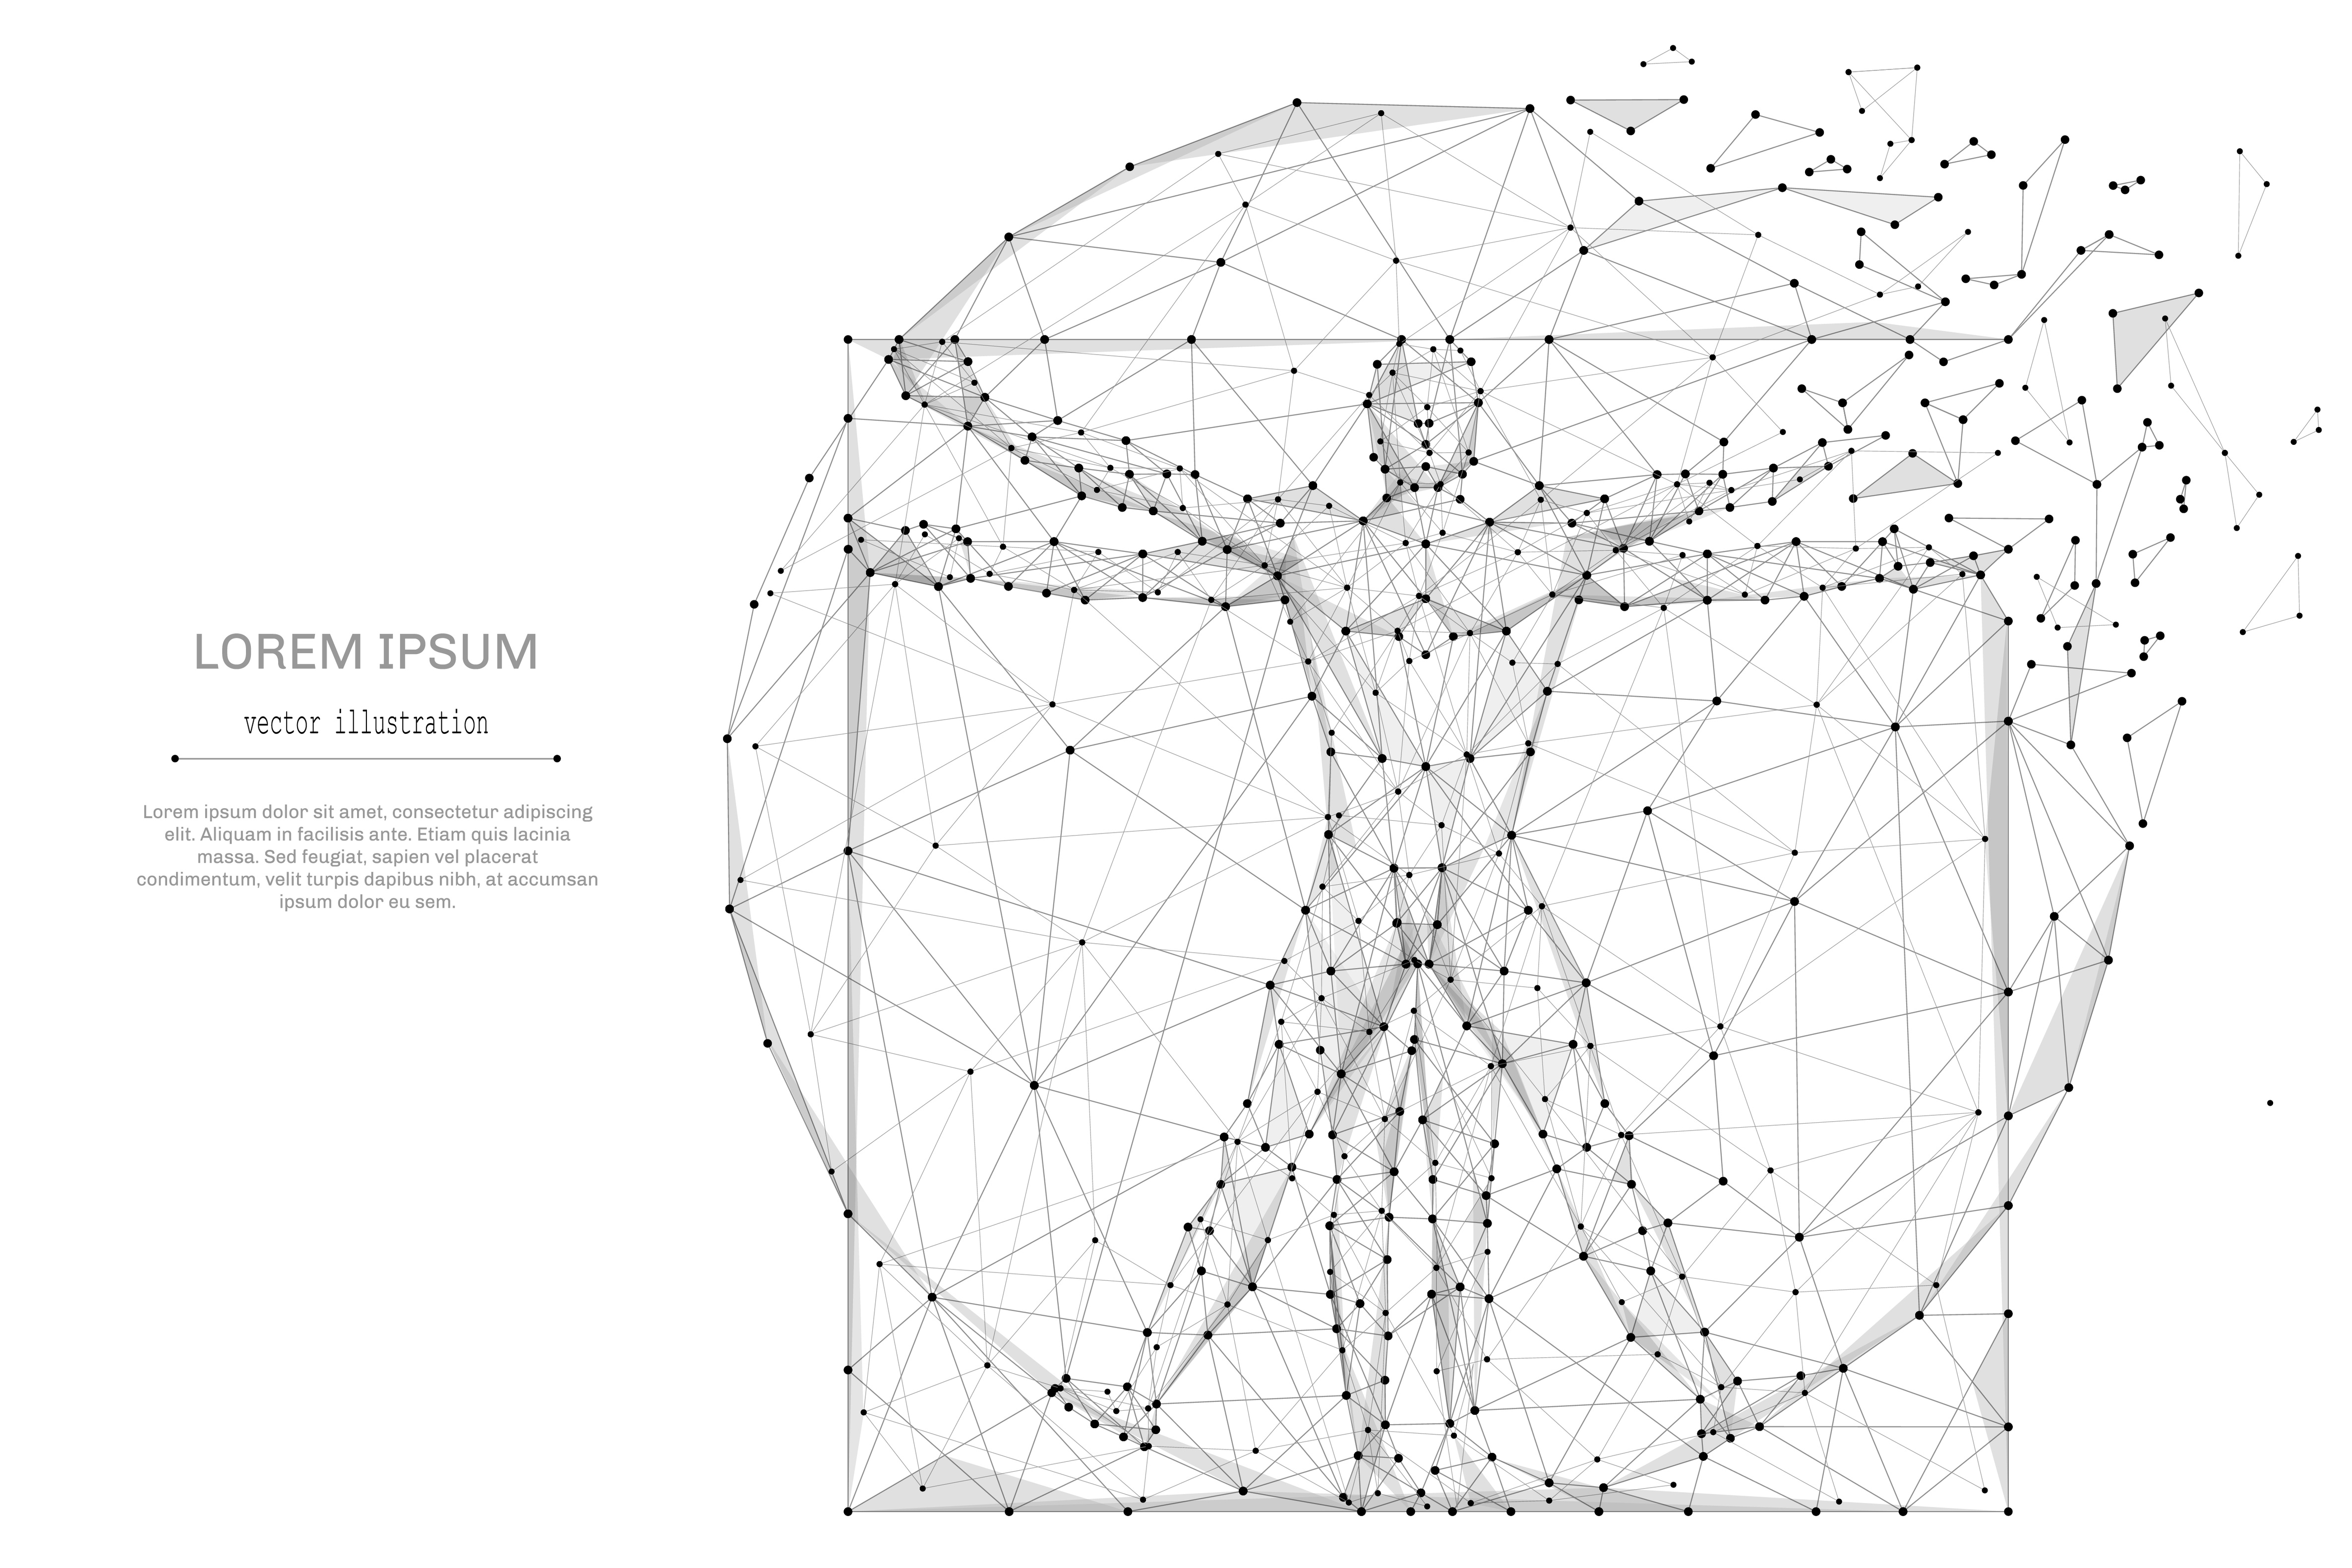 LOREM IPSUM
vector illustration
Lorem ipsum dolor sit amet, consectetur adipiscing
elit. Aliquam in facilisis ante. Etiam quis lacinia
massa. Sed feugiat, sapien vel placerat
condimentum, velit turpis dapibus nibh, at accumsan
ipsum dolor eu sem.